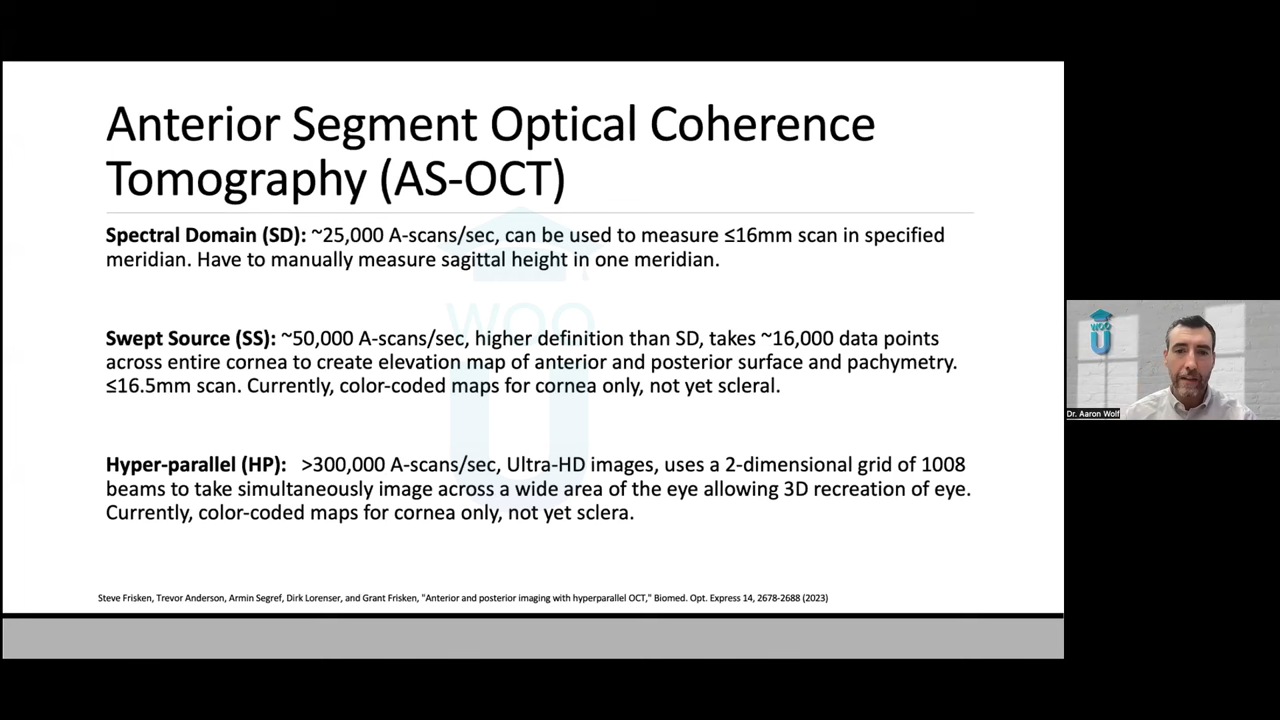 Anterior Segment Optical Coherence
Tomography (AS-OCT)
Spectral Domain (SD): ~25,000 A-scans/sec, can be used to measure ≤16mm scan in specified
meridian. Have to manually measure sagittal height in one meridian.
Swept Source (SS): ~50,000 A-scans/sec, higher definition than SD, takes ~16,000 data points
across entire cornea to create elevation map of anterior and posterior surface and pachymetry.
≤16.5mm scan. Currently, color-coded maps for cornea only, not yet scleral.
Hyper-parallel (HP): >300,000 A-scans/sec, Ultra-HD images, uses a 2-dimensional grid of 1008
beams to take simultaneously image across a wide area of the eye allowing 3D recreation of eye.
Currently, color-coded maps for cornea only, not yet sclera.
Steve Frisken, Trevor Anderson, Armin Segref, Dirk Lorenser, and Grant Frisken, "Anterior and posterior imaging with hyperparallel OCT," Biomed. Opt. Express 14, 2678-2688 (2023)
WOO
U
WOO
U
Dr. Aaron Wolf